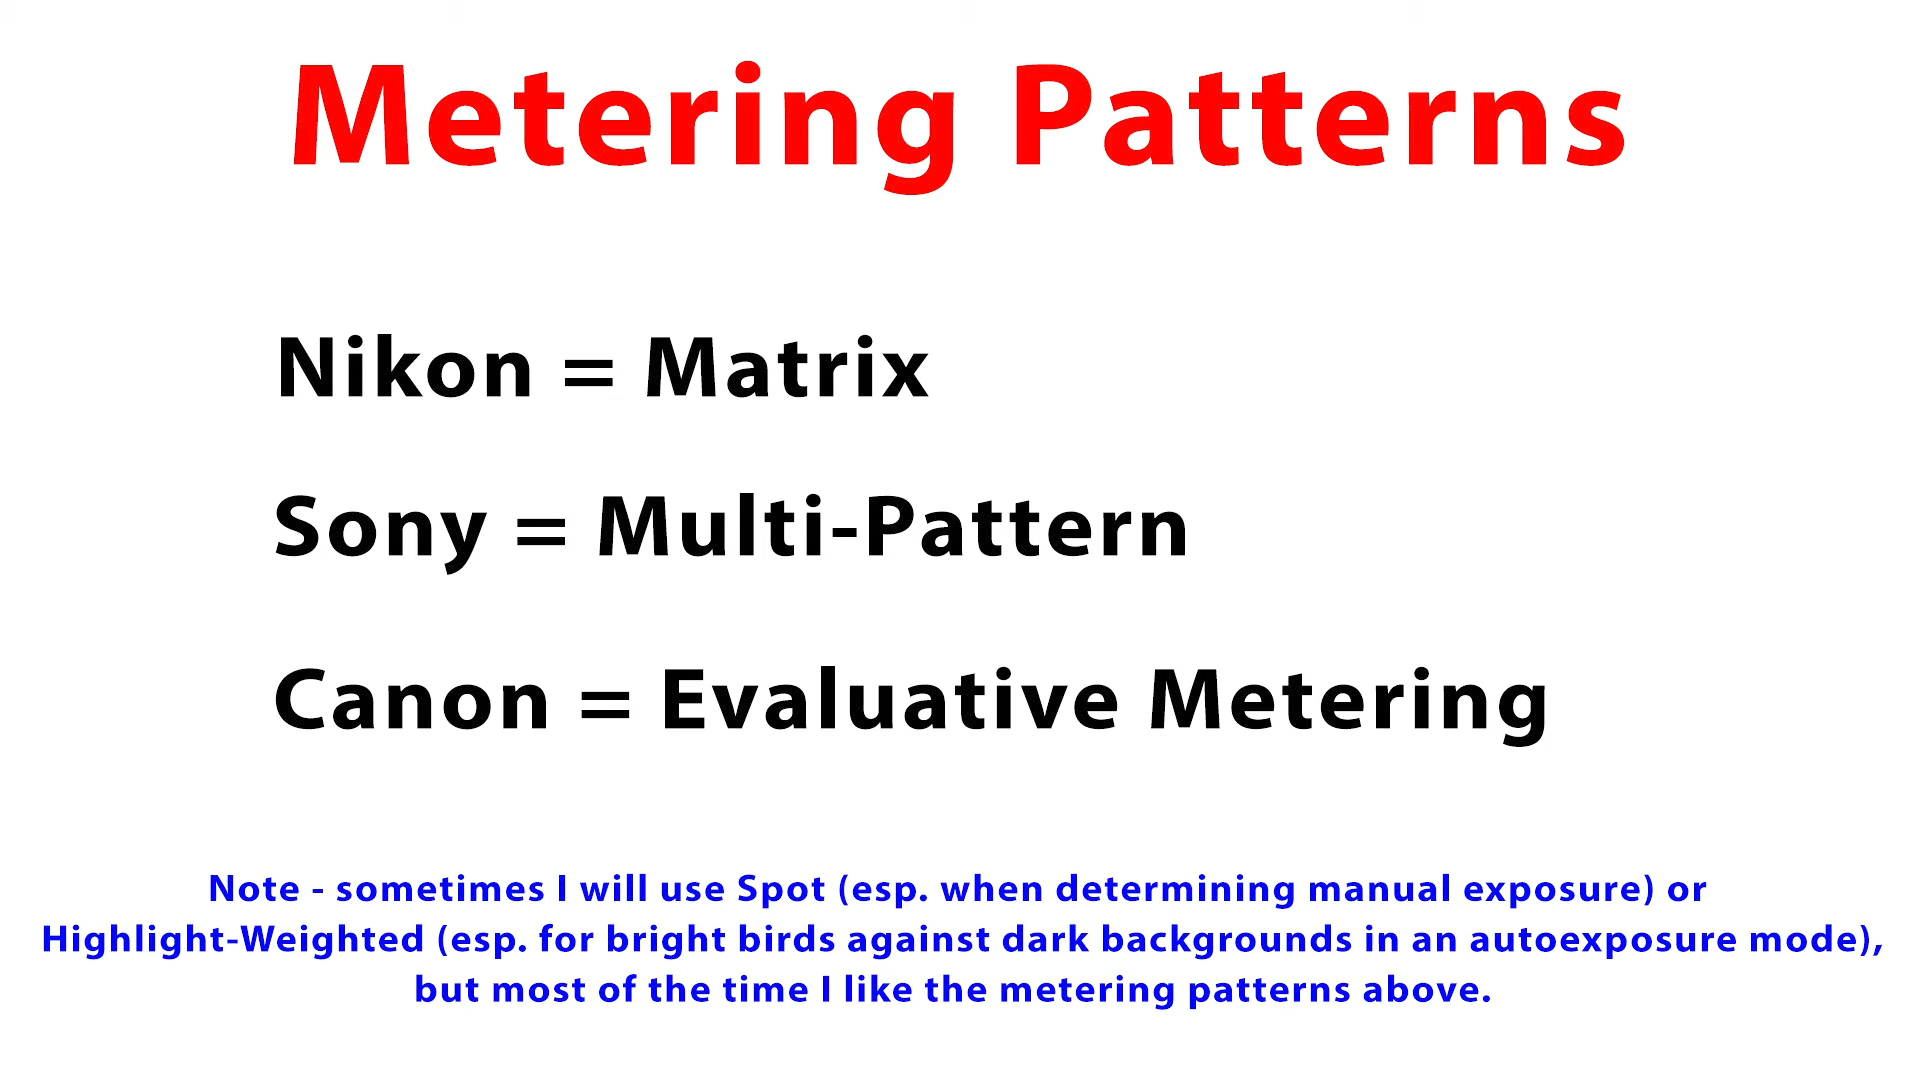 Metering Patterns
Nikon = Matrix
Sony = Multi-Pattern
Canon = Evaluative Metering
Note - sometimes I will use Spot (esp. when determining manual exposure) or
Highlight-Weighted (esp. for bright birds against dark backgrounds in an autoexposure mode),
but most of the time I like the metering patterns above.